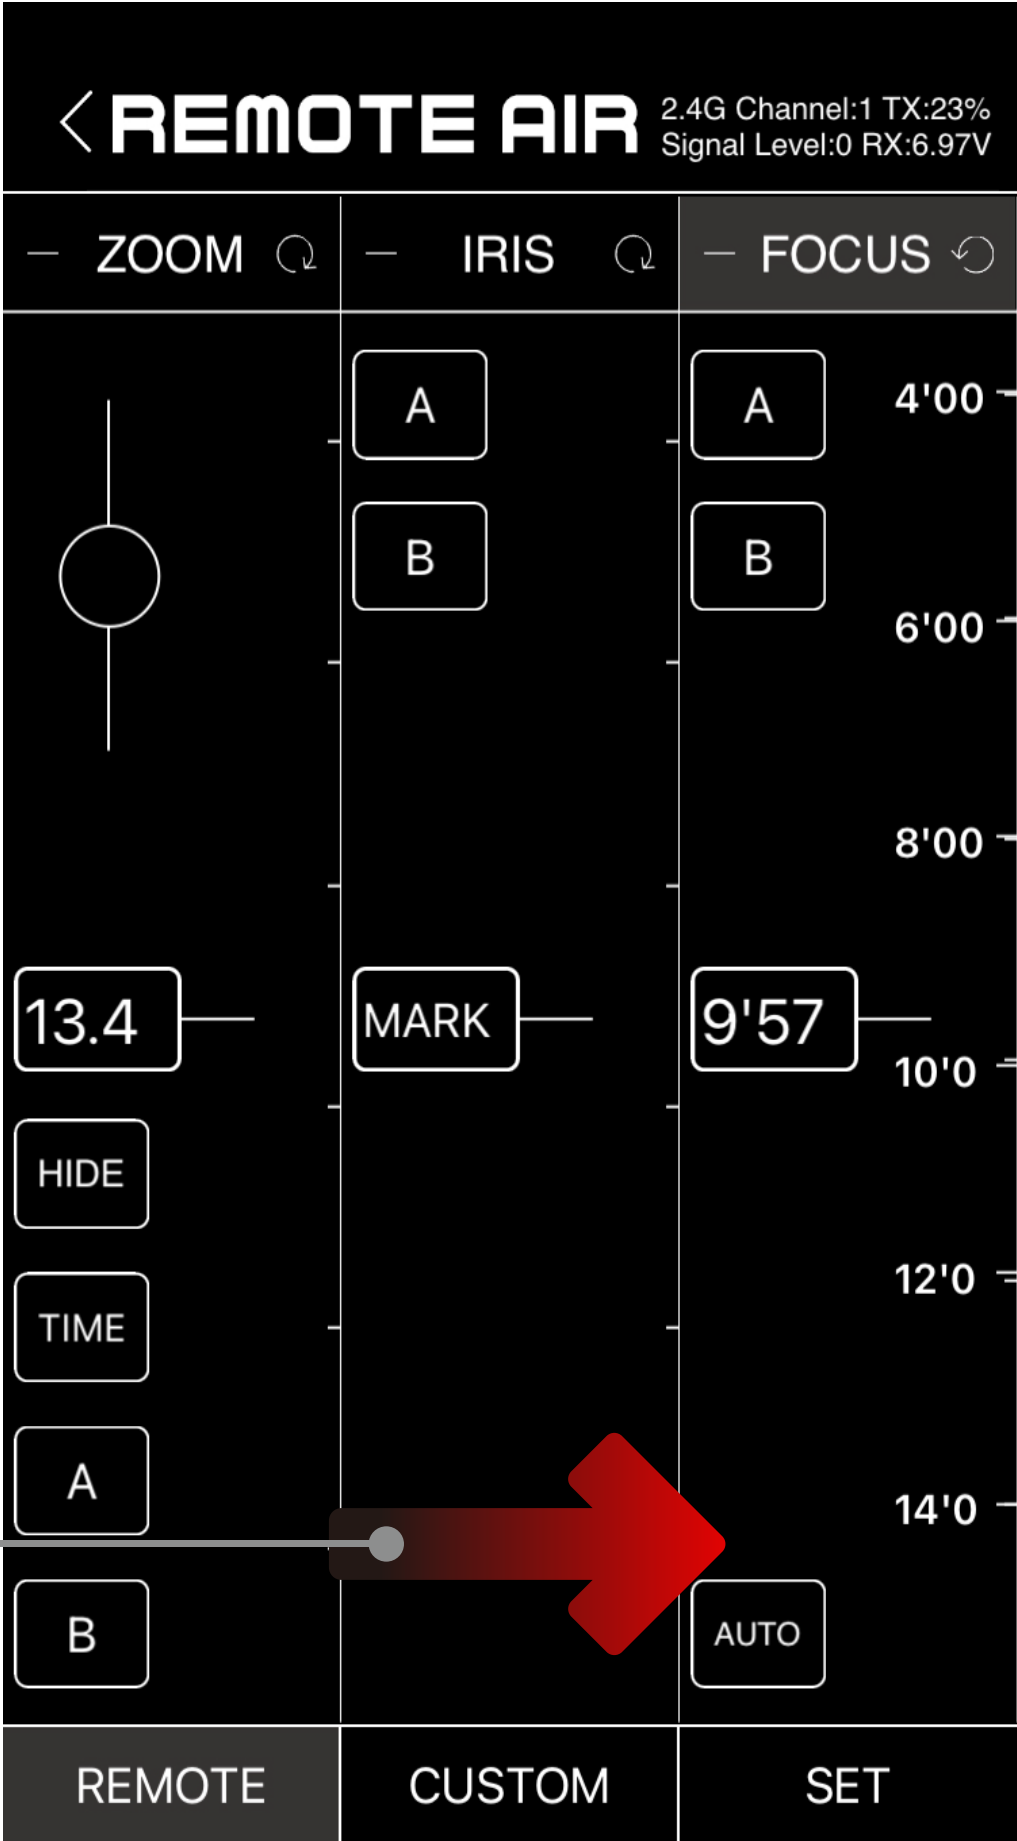 REMOTE AIR
2.4G Channel:1 TX:23%
Signal Level:0 RX:6.97V
ZOOM
IRIS
FOCUS
A
A
4'00
B
B
6'00
8'00
13.4
MARK
9'57
10'0
HIDE
12'0
TIME
A
14'0
B
AUTO
REMOTE
CUSTOM
SET